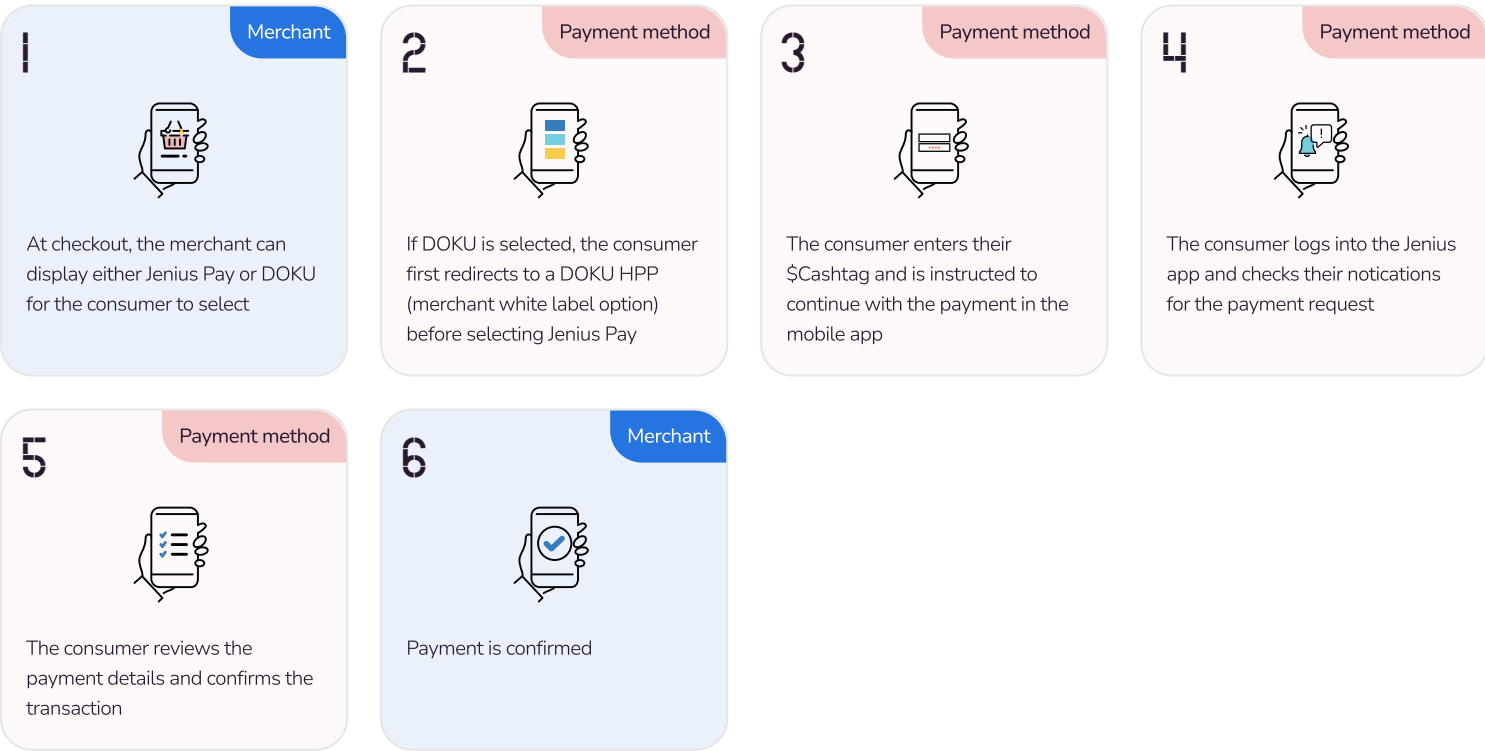 1
Merchant
At checkout, the merchant can
display either Jenius Pay or DOKU
for the consumer to select
2
Payment method
If DOKU is selected, the consumer
first redirects to a DOKU HPP
(merchant white label option)
before selecting Jenius Pay
3
Payment method
The consumer enters their
$Cashtag and is instructed to
continue with the payment in the
mobile app
4
Payment method
The consumer logs into the Jenius
app and checks their notications
for the payment request
5
Payment method
The consumer reviews the
payment details and confirms the
transaction
6
Merchant
Payment is confirmed